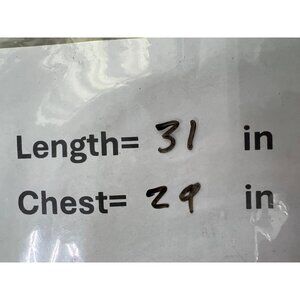 Length= 31 in
Chest= 29 in